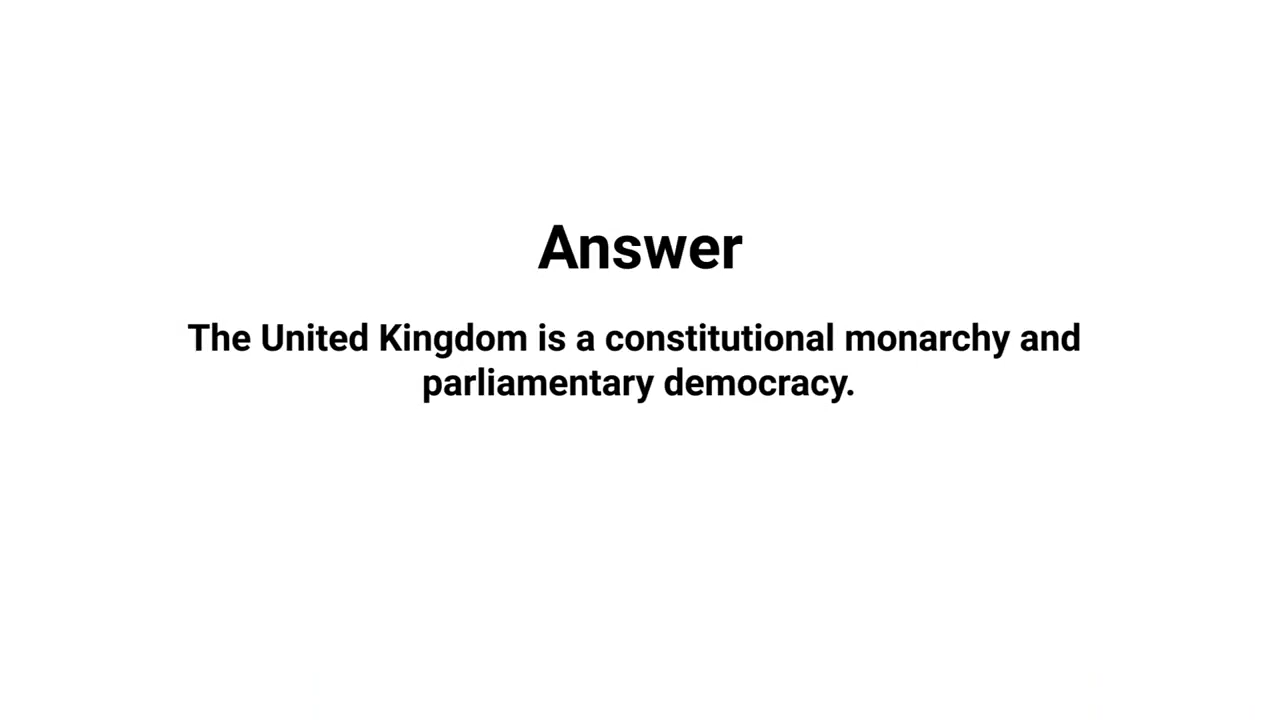 Answer
The United Kingdom is a constitutional monarchy and
parliamentary democracy.